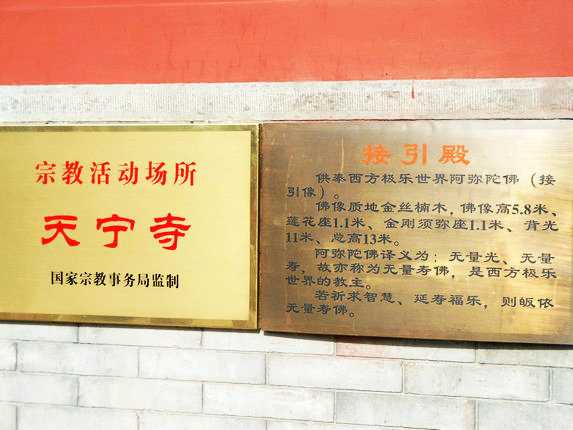 宗教活动场所
天宁寺
国家宗教事务局监制
接引殿
供奉西方极乐世界阿弥陀佛（接
引像）。
佛像质地金丝楠木，佛像高5.8米、
莲花座1.1米、金刚须弥座1.1米、背光
11米、总高13米。
阿弥陀佛译义为：无量光、无量
寿，故亦称为无量寿佛，是西方极乐
世界的教主。
若祈求智慧、延寿福乐，则皈依
无量寿佛。